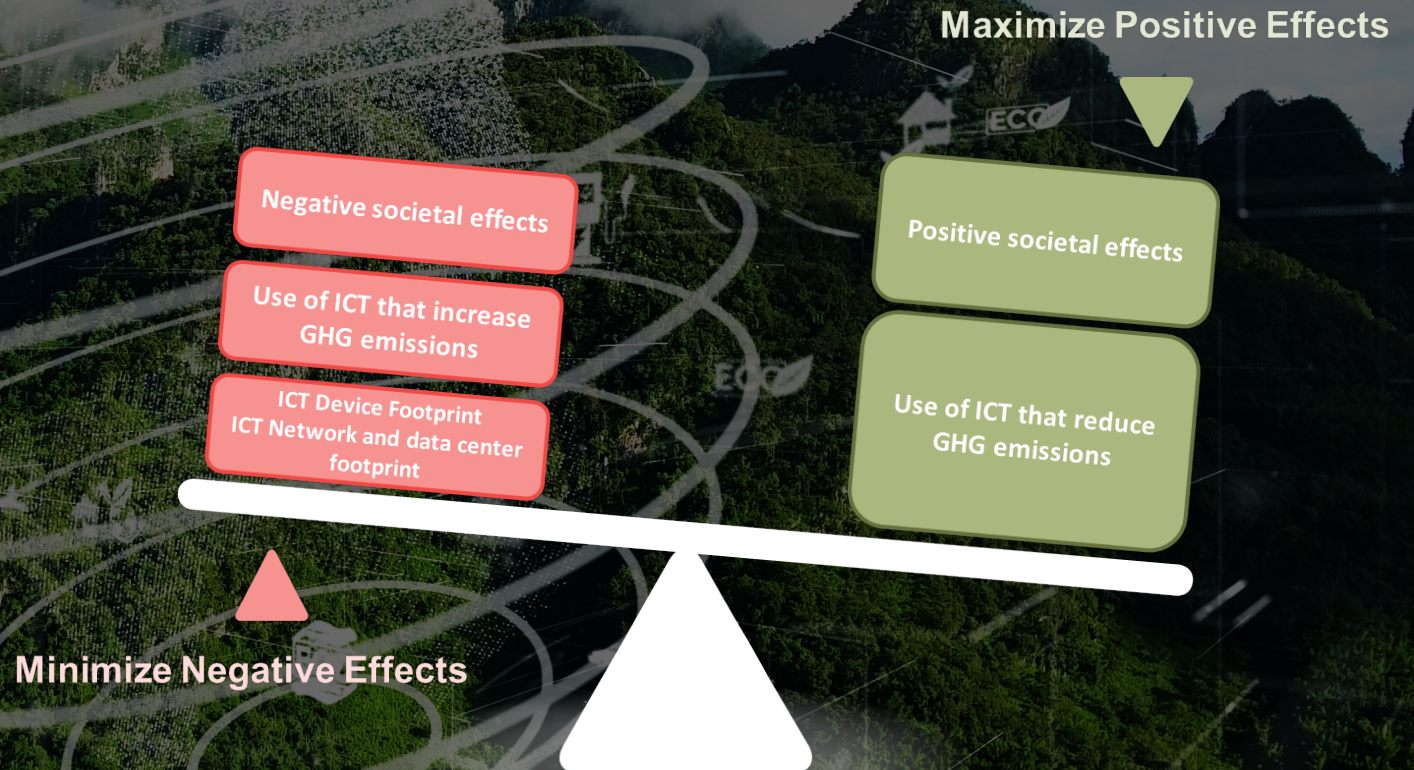 Maximize Positive Effects
Negative societal effects
Use of ICT that increase
GHG emissions
ICT Device Footprint
ICT Network and data center
footprint
ECO
Positive societal effects
Use of ICT that reduce
GHG emissions
ECO
Minimize Negative Effects